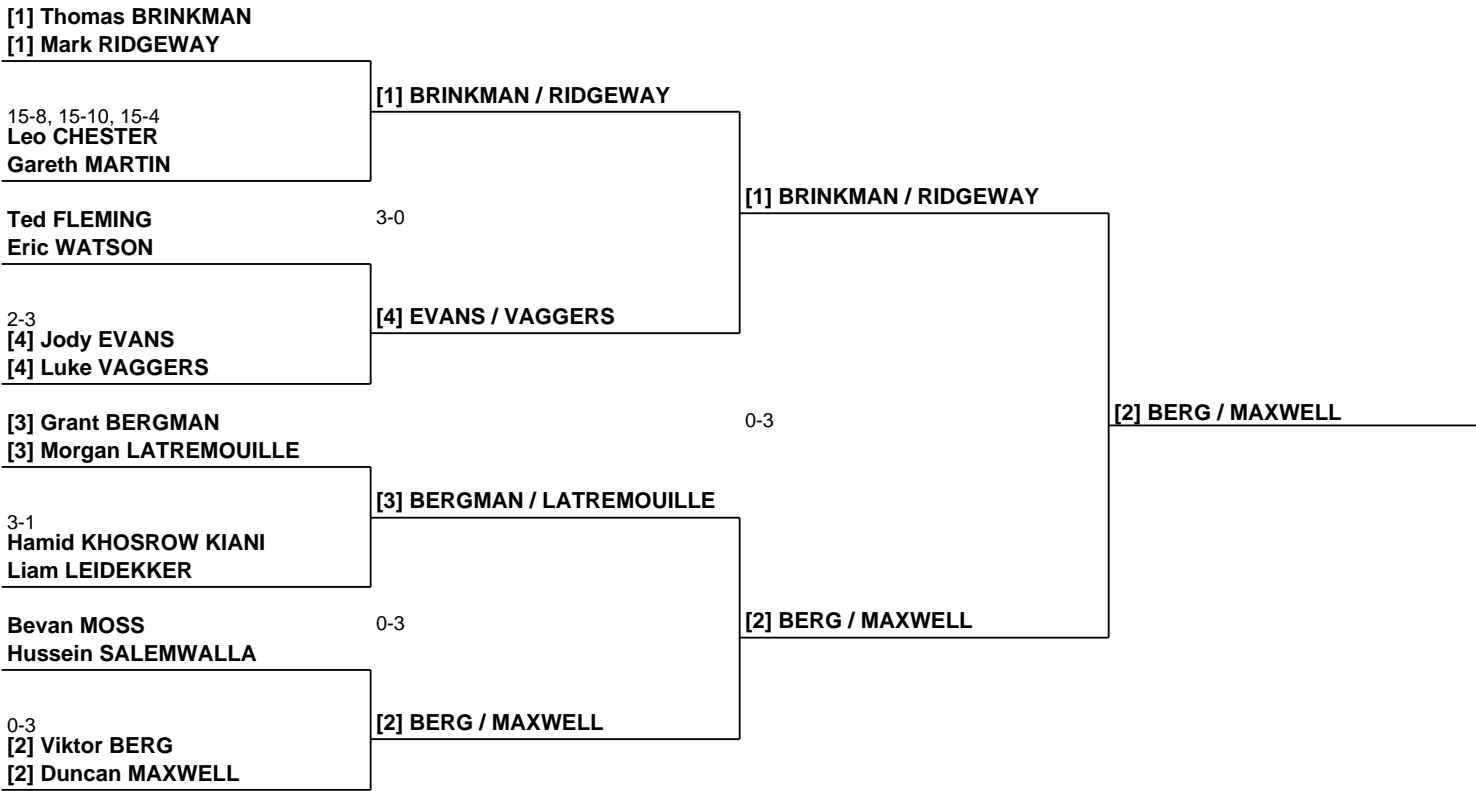 [1] Thomas BRINKMAN
[1] Mark RIDGEWAY
[1] BRINKMAN / RIDGEWAY
15-8, 15-10, 15-4
Leo CHESTER
Gareth MARTIN
[1] BRINKMAN / RIDGEWAY
Ted FLEMING
3-0
Eric WATSON
[4] EVANS / VAGGERS
2-3
[4] Jody EVANS
[4] Luke VAGGERS
[2] BERG / MAXWELL
[3] Grant BERGMAN
0-3
[3] Morgan LATREMOUILLE
[3] BERGMAN / LATREMOUILLE
3-1
Hamid KHOSROW KIANI
Liam LEIDEKKER
[2] BERG / MAXWELL
Bevan MOSS
0-3
Hussein SALEMWALLA
[2] BERG / MAXWELL
0-3
[2] Viktor BERG
[2] Duncan MAXWELL